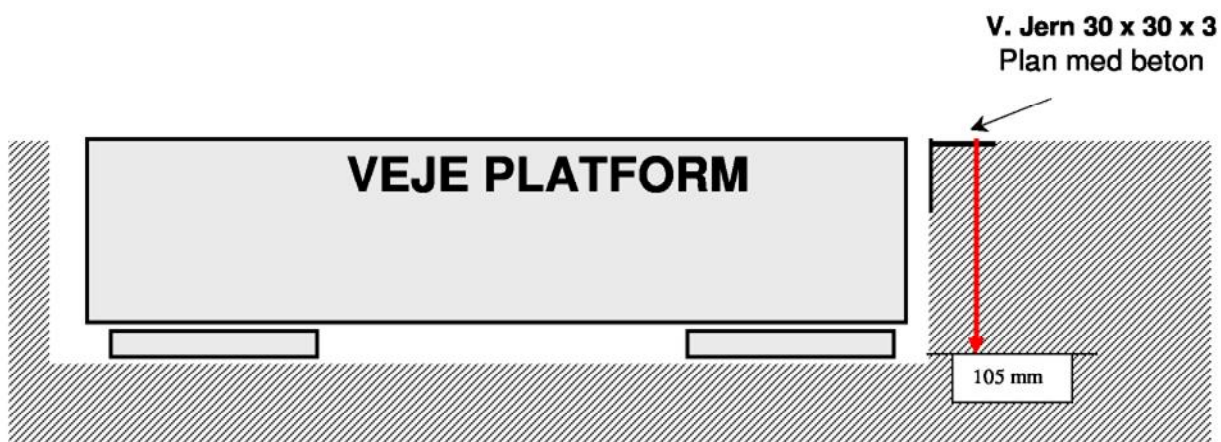 V. Jern 30 x 30 x 3
Plan med beton
VEJE PLATFORM
105 mm